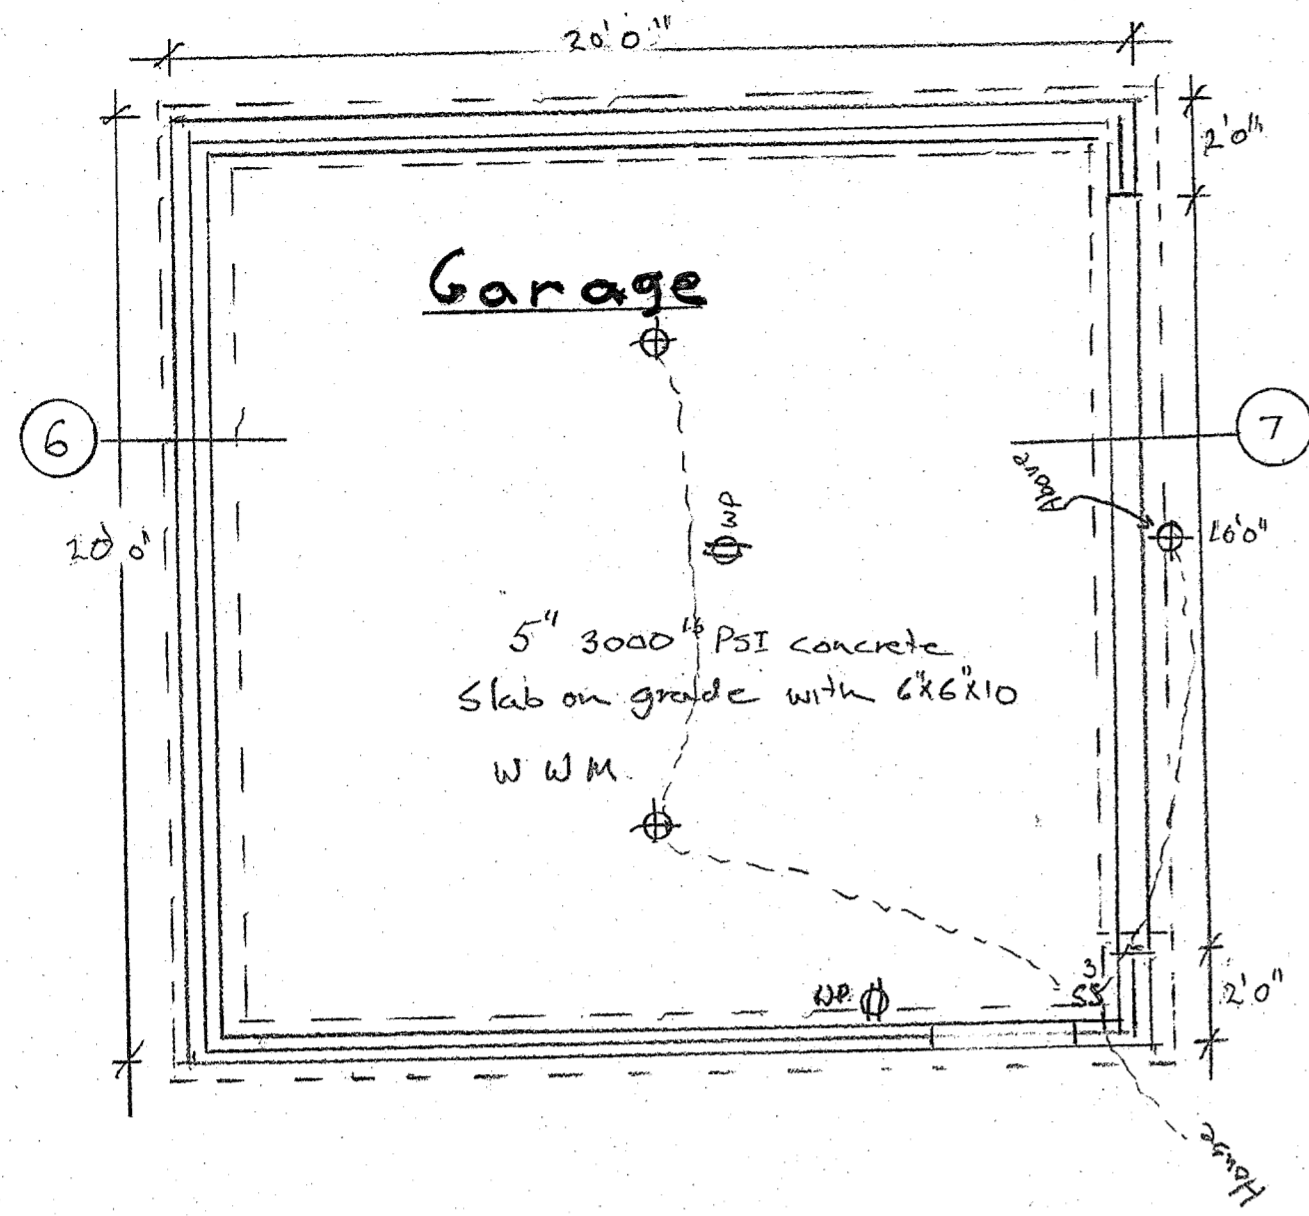 20'0"
2'0"
Garage
6
7
Above
20'0"
WP
16'0"
5" 3000 lb PSI concrete
Slab on grade with 6"x6"x10
W W M.
3
SS
WP
2'0"
House